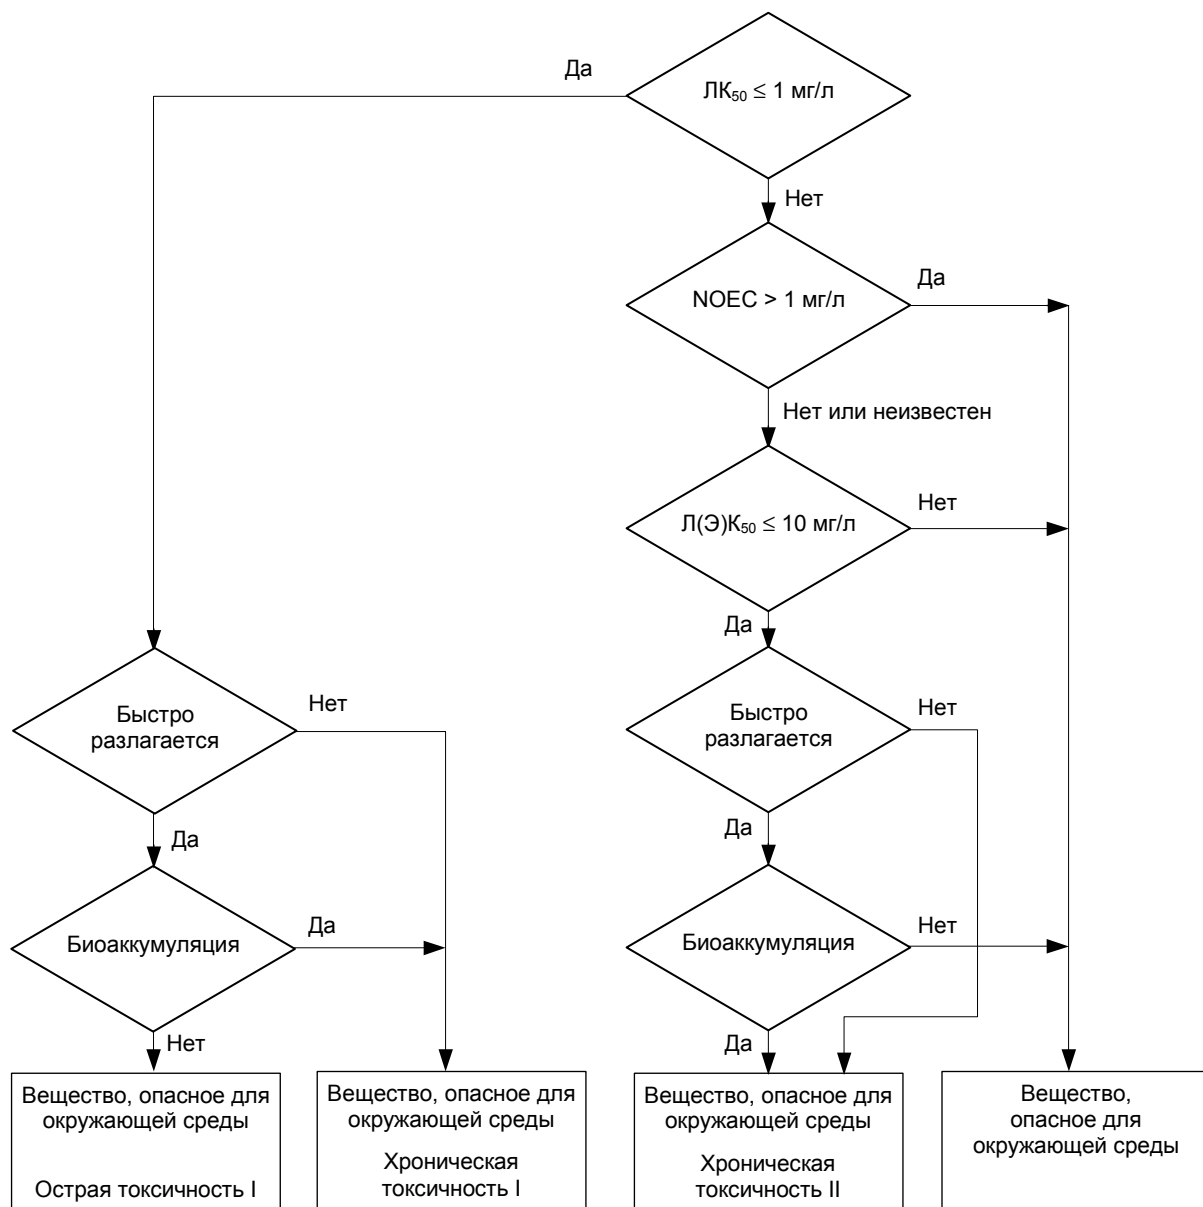 Да
ЛК₅₀ ≤ 1 мг/л
Нет
NOEC > 1 мг/л
Да
Нет или неизвестен
Л(Э)К₅₀ ≤ 10 мг/л
Нет
Да
Быстро
разлагается
Нет
Быстро
разлагается
Нет
Да
Да
Биоаккумуляция
Да
Биоаккумуляция
Нет
Нет
Да
Вещество, опасное для
окружающей среды
Острая токсичность I
Вещество, опасное для
окружающей среды
Хроническая
токсичность I
Вещество, опасное для
окружающей среды
Хроническая
токсичность II
Вещество,
опасное для
окружающей среды